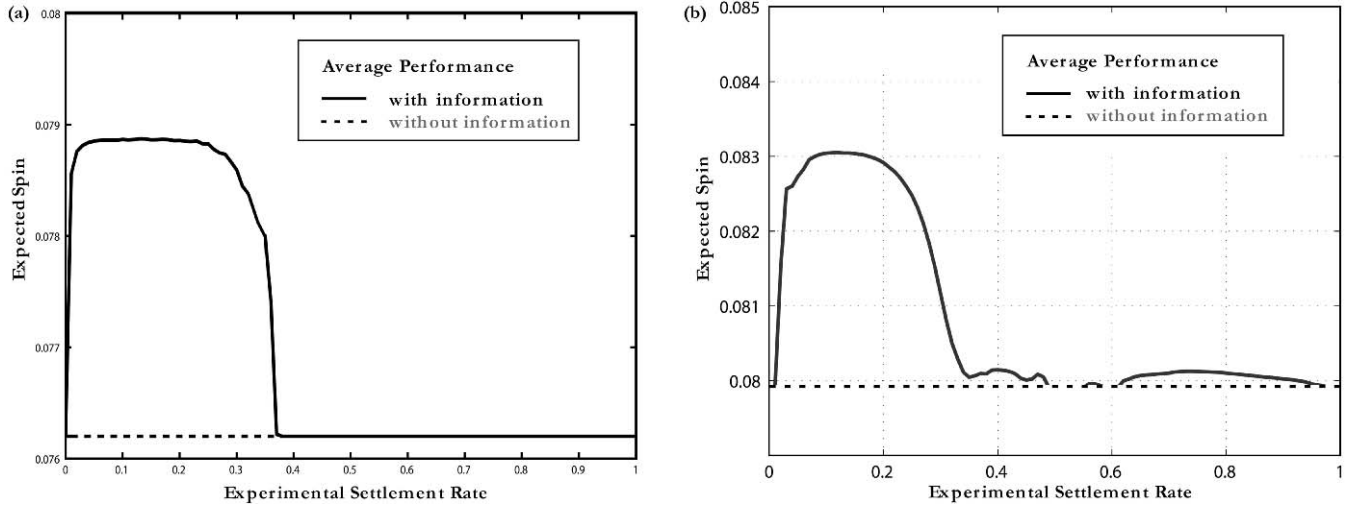 (a)
0.08
0.079
0.078
0.077
0.076
Expected Spin
Average Performance
with information
without information
0 0.1 0.2 0.3 0.4 0.5 0.6 0.7 0.8 0.9 1
Experimental Settlement Rate
(b)
0.085
0.084
0.083
0.082
0.081
0.08
Expected Spin
Average Performance
with information
without information
0 0.2 0.4 0.6 0.8 1
Experimental Settlement Rate